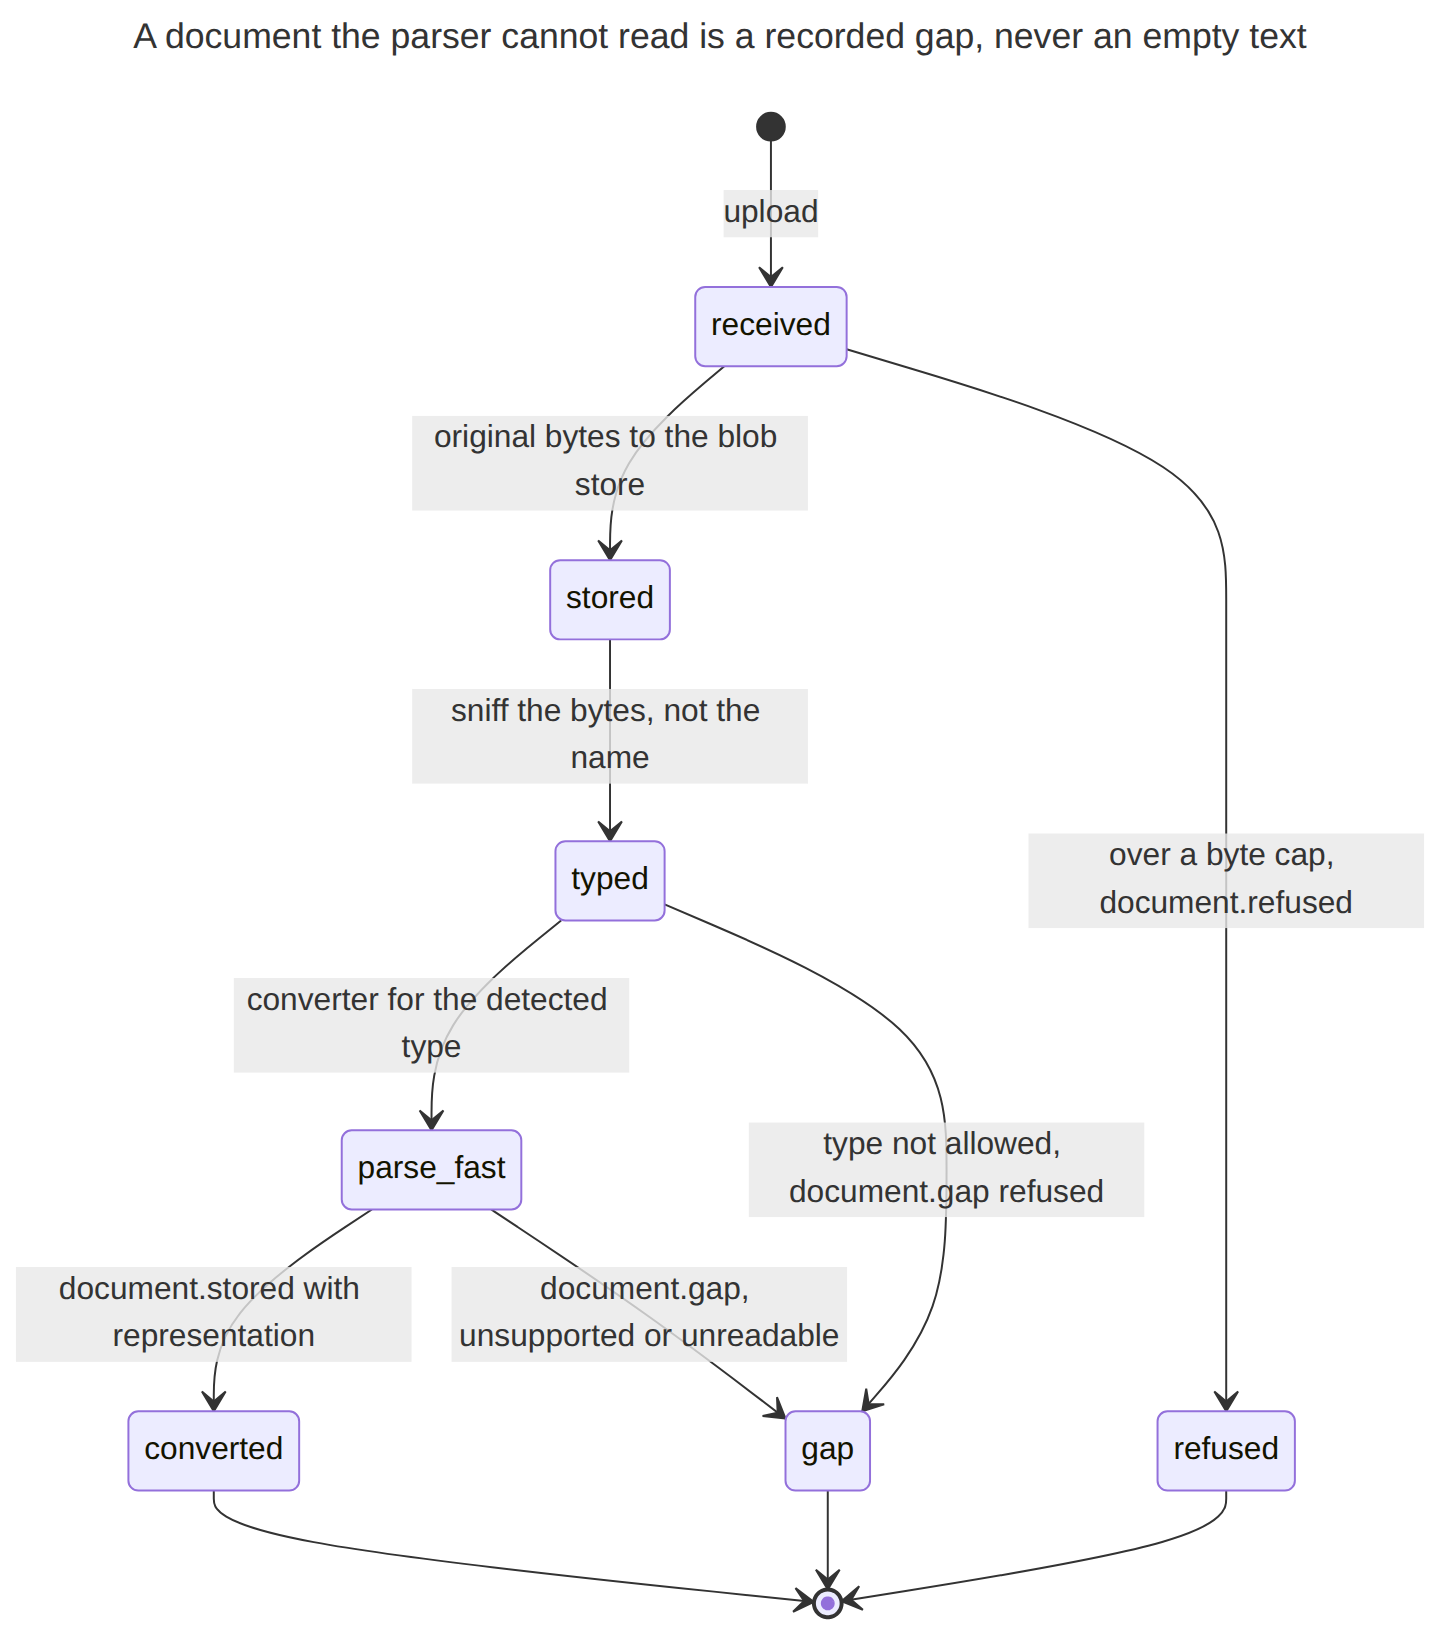 A document the parser cannot read is a recorded gap, never an empty text
upload
received
original bytes to the blob
store
stored
sniff the bytes, not the
name
typed
over a byte cap,
document.refused
converter for the detected
type
parse_fast
type not allowed,
document.gap refused
document.stored with
representation
document.gap,
unsupported or unreadable
converted
gap
refused